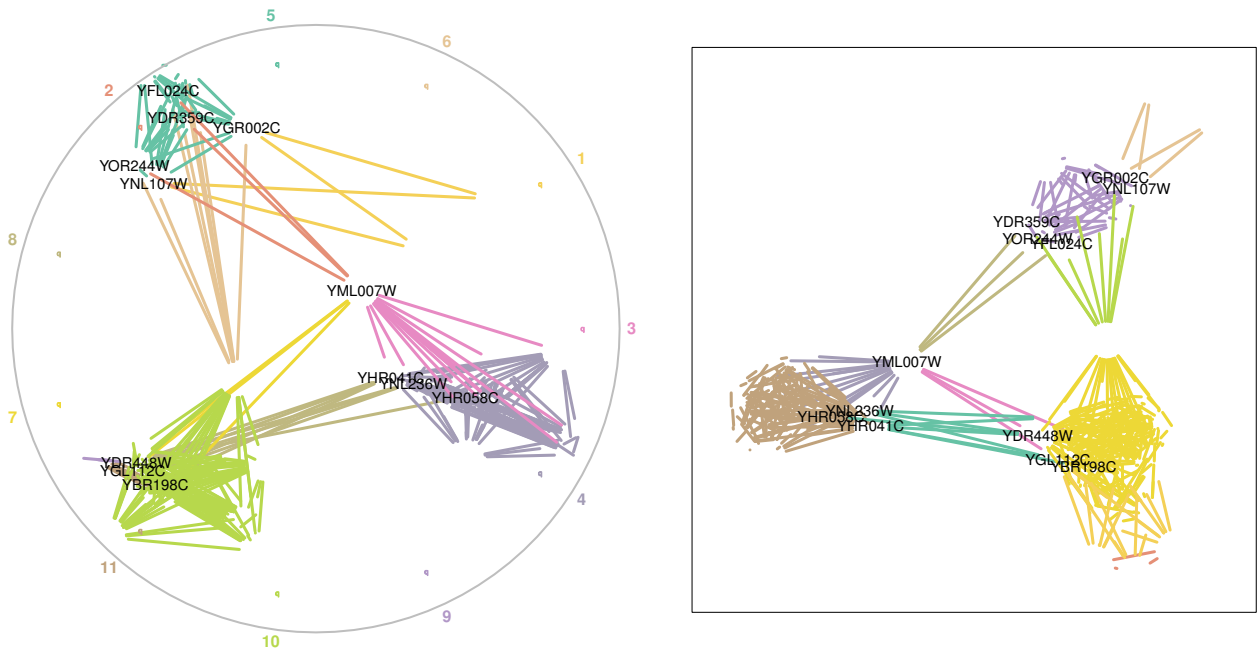 5
6
2
YFL024C
YDR359C
YGR002C
1
YOR244W
YNL107W
8
YML007W
3
YHR041C
YNL236W
YHR058C
7
YDR448W
YGL112C
YBR198C
4
11
9
10
YGR002C
YNL107W
YDR359C
YOR244W
YFL024C
YML007W
YNL236W
YHR058C
YHR041C
YDR448W
YGL112C
YBR198C